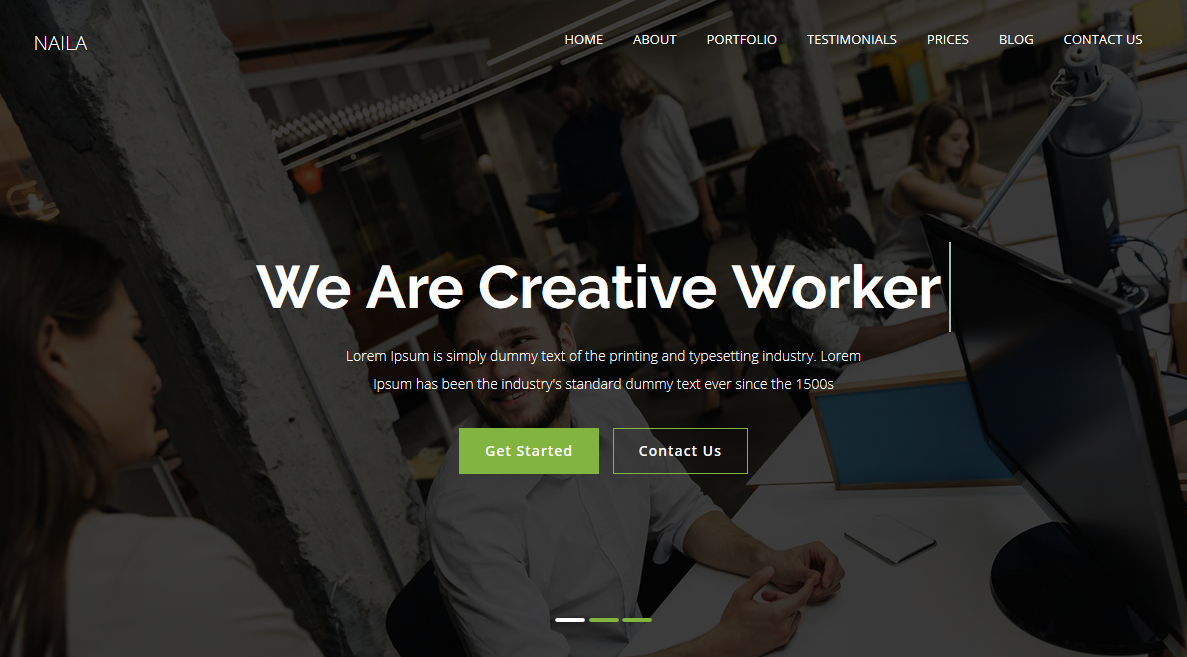 NAILA
HOME ABOUT PORTFOLIO TESTIMONIALS PRICES BLOG CONTACT US
We Are Creative Worker
Lorem Ipsum is simply dummy text of the printing and typesetting industry. Lorem
Ipsum has been the industry's standard dummy text ever since the 1500s
Get Started Contact Us